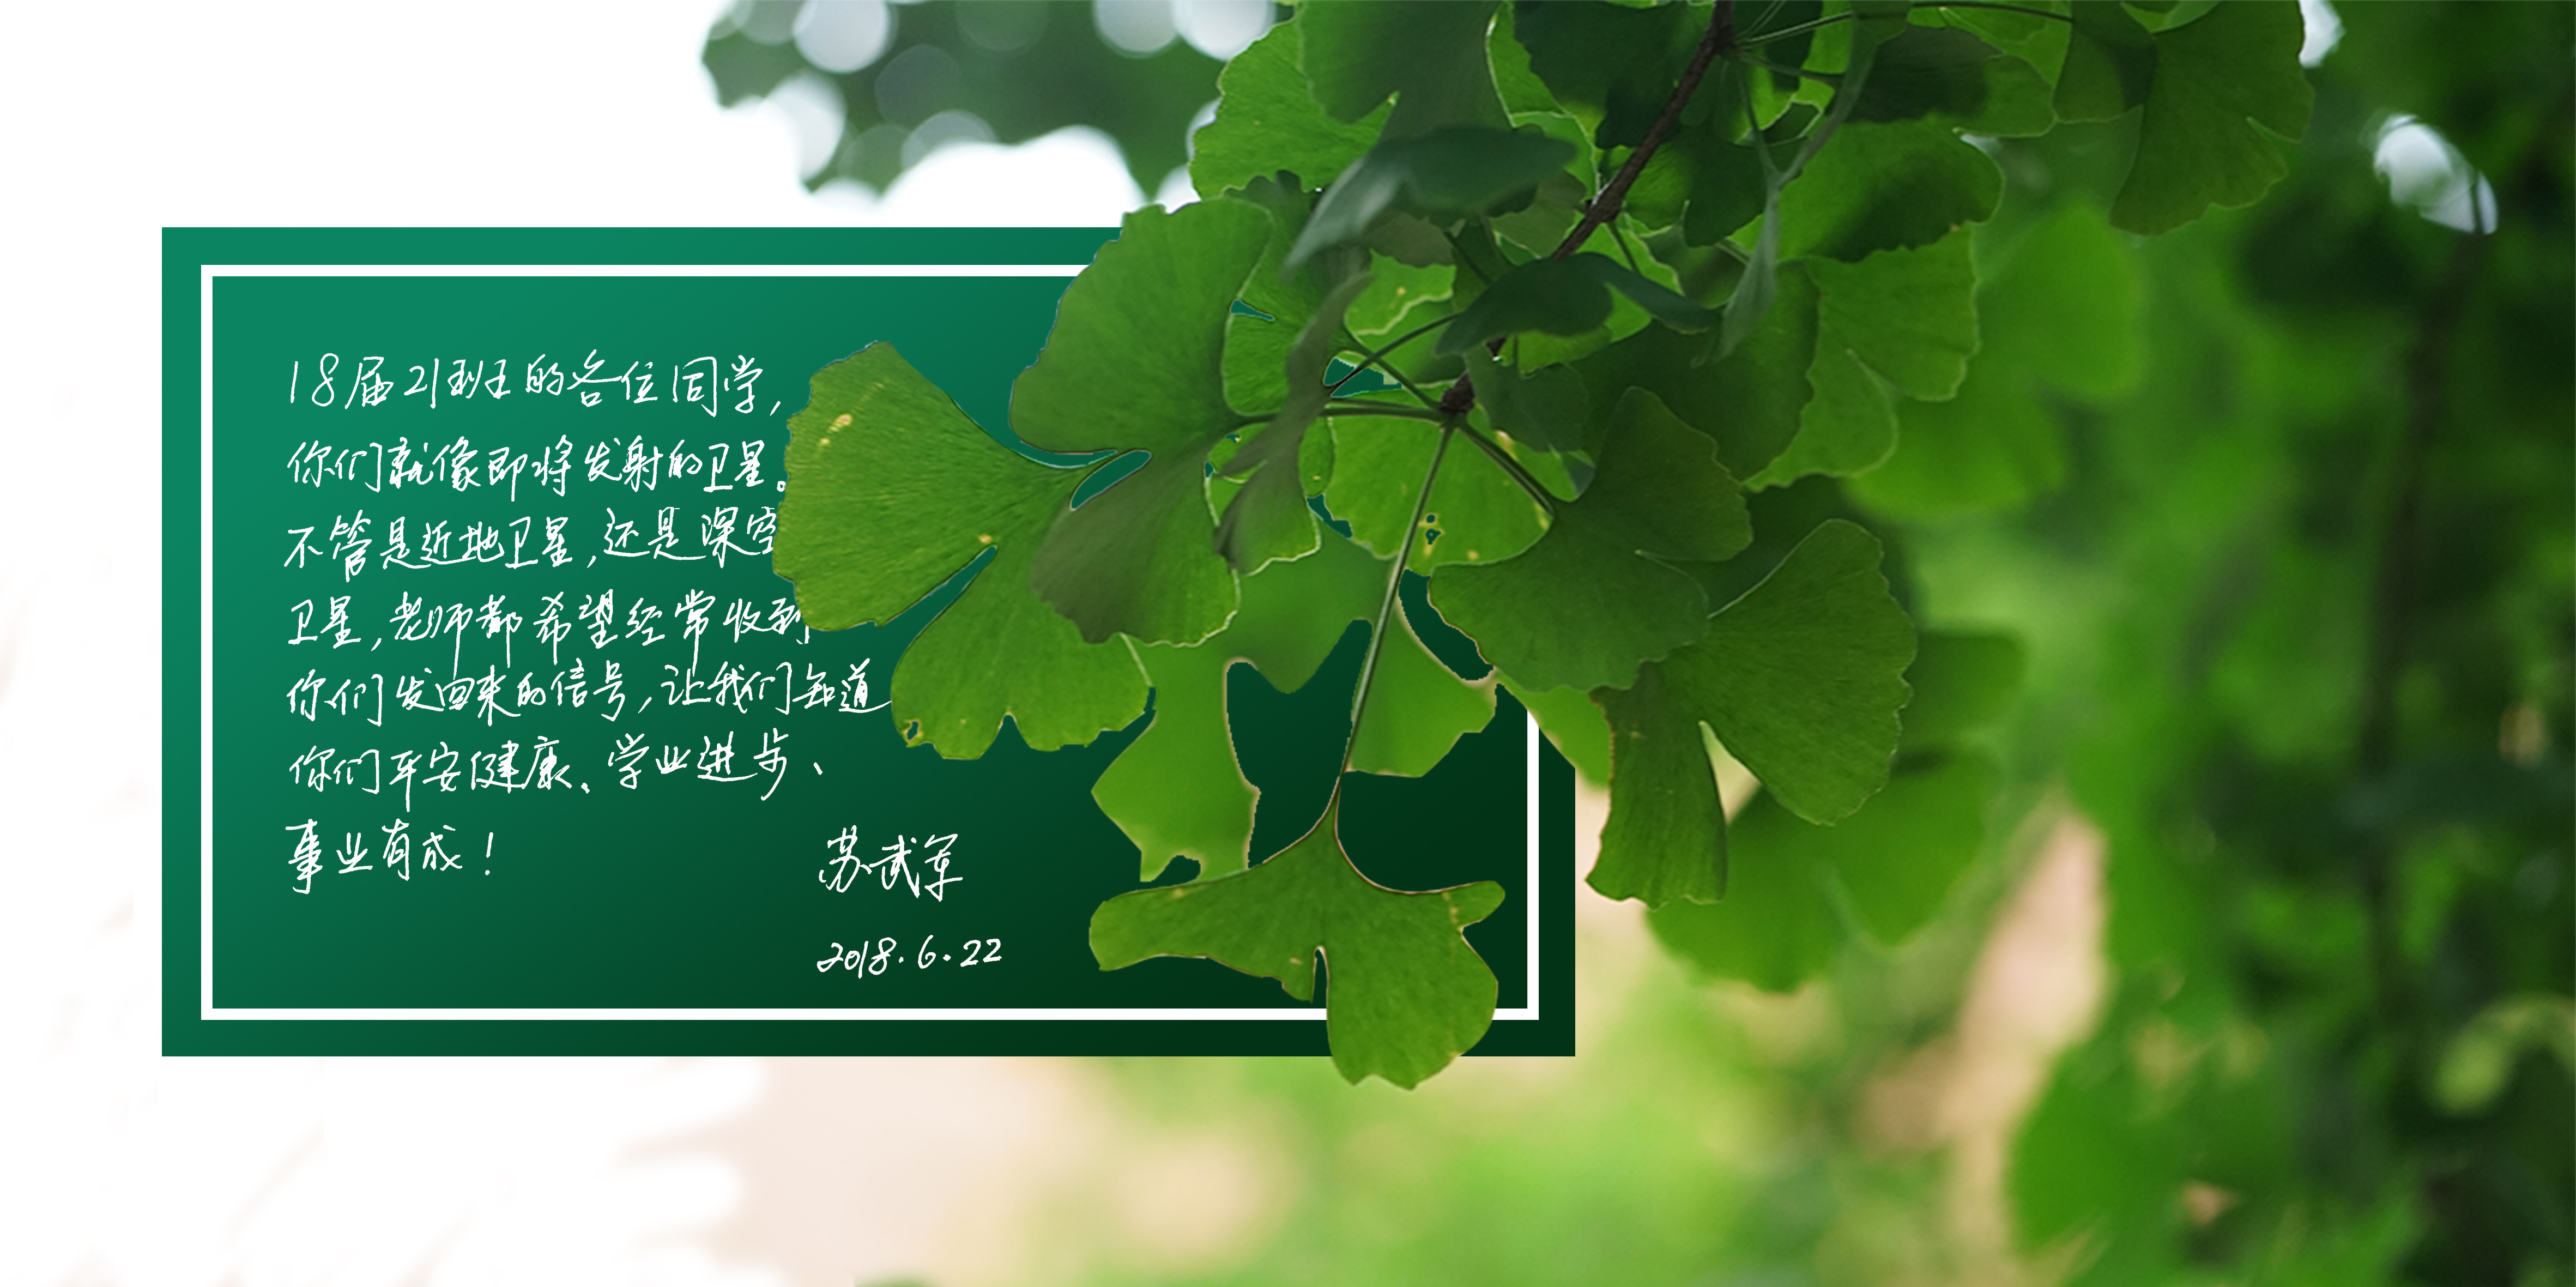 18届21班的各位同学,
你们就像即将发射的卫星。
不管是近地卫星,还是深空
卫星,老师都希望经常收到
你们发回来的信号,让我们知道
你们平安健康、学业进步、
事业有成!
苏武军
2018.6.22